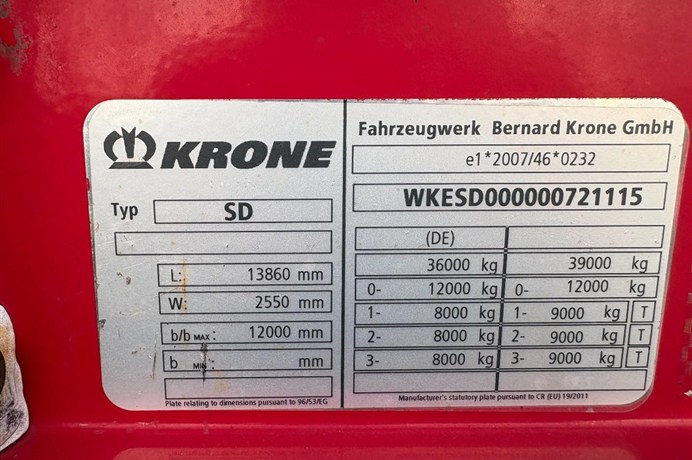 KRONE
Typ SD
L: 13860 mm
W: 2550 mm
b/b MAX: 12000 mm
b MIN: mm
Plate relating to dimensions pursuant to 96/53/EG
Fahrzeugwerk Bernard Krone GmbH
e1*2007/46*0232
WKESD000000721115
(DE)
36000 kg 39000 kg
0- 12000 kg 0- 12000 kg
1- 8000 kg 1- 9000 kg T
2- 8000 kg 2- 9000 kg T
3- 8000 kg 3- 9000 kg T
Manufacturer's statutory plate pursuant to CR (EU) 19/2011